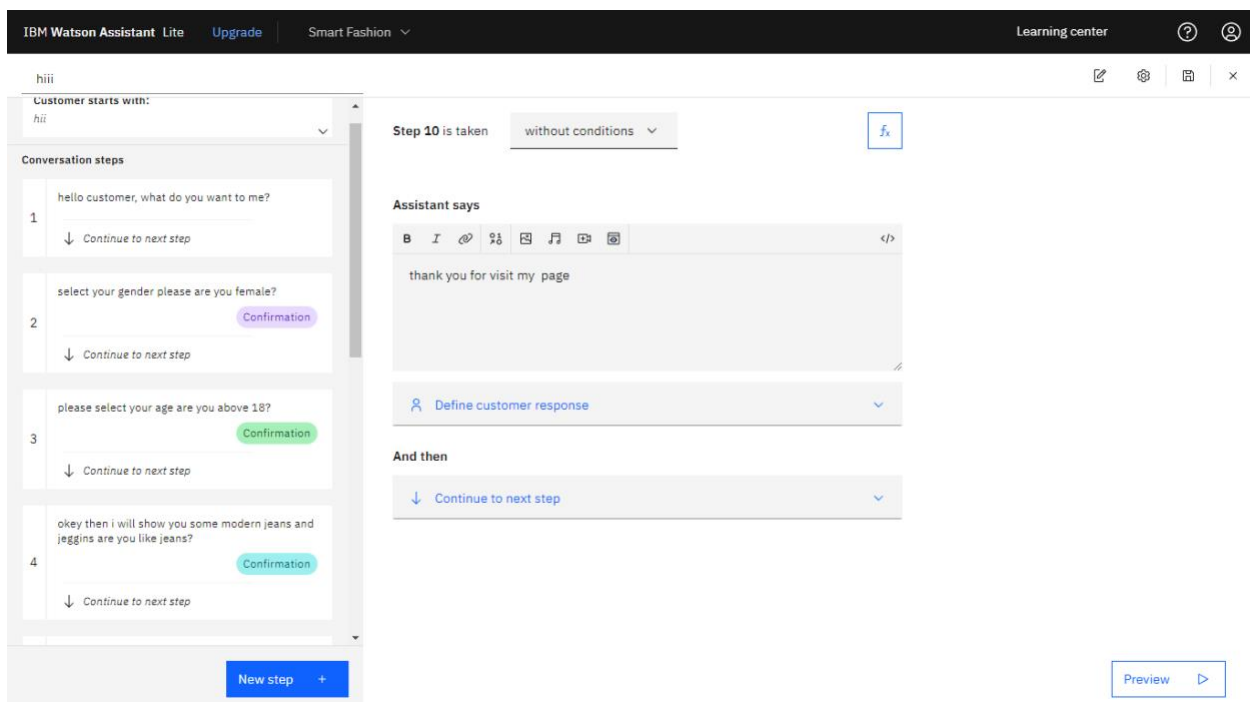 IBM Watson Assistant Lite Upgrade Smart Fashion Learning center
hiii
Customer starts with:
hii
Conversation steps
1
hello customer, what do you want to me?
Continue to next step
2
select your gender please are you female?
Confirmation
Continue to next step
3
please select your age are you above 18?
Confirmation
Continue to next step
4
okey then i will show you some modern jeans and
jeggins are you like jeans?
Confirmation
Continue to next step
New step +
Step 10 is taken without conditions fx
Assistant says
B I </>
thank you for visit my page
Define customer response
And then
Continue to next step
Preview